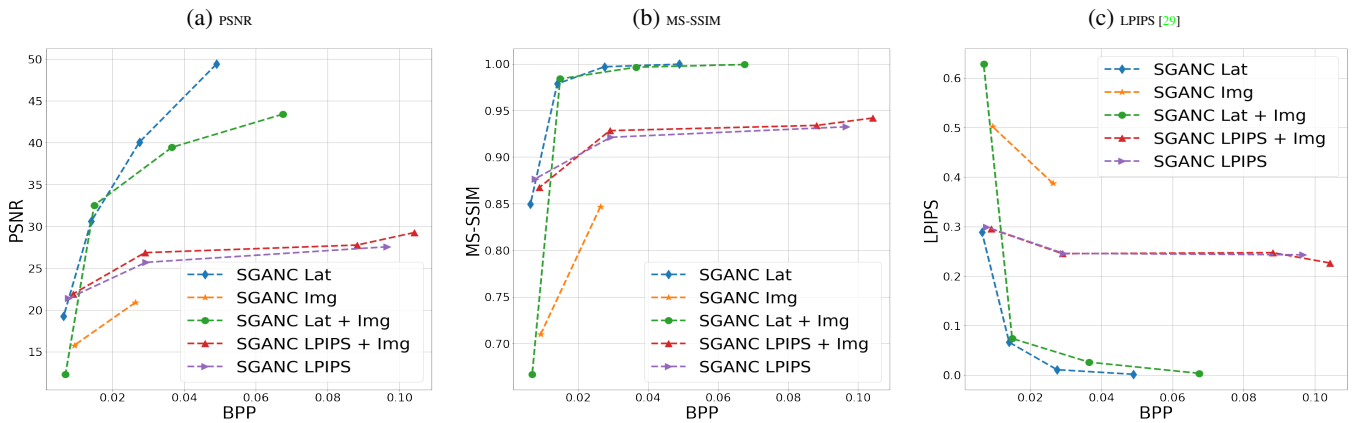 (a) PSNR
(b) MS-SSIM
(c) LPIPS [29]
PSNR
50
45
40
35
30
25
20
15
0.02
0.04
0.06
0.08
0.10
BPP
SGANC Lat
SGANC Img
SGANC Lat + Img
SGANC LPIPS + Img
SGANC LPIPS
MS-SSIM
1.00
0.95
0.90
0.85
0.80
0.75
0.70
0.02
0.04
0.06
0.08
0.10
BPP
SGANC Lat
SGANC Img
SGANC Lat + Img
SGANC LPIPS + Img
SGANC LPIPS
LPIPS
0.6
0.5
0.4
0.3
0.2
0.1
0.0
0.02
0.04
0.06
0.08
0.10
BPP
SGANC Lat
SGANC Img
SGANC Lat + Img
SGANC LPIPS + Img
SGANC LPIPS